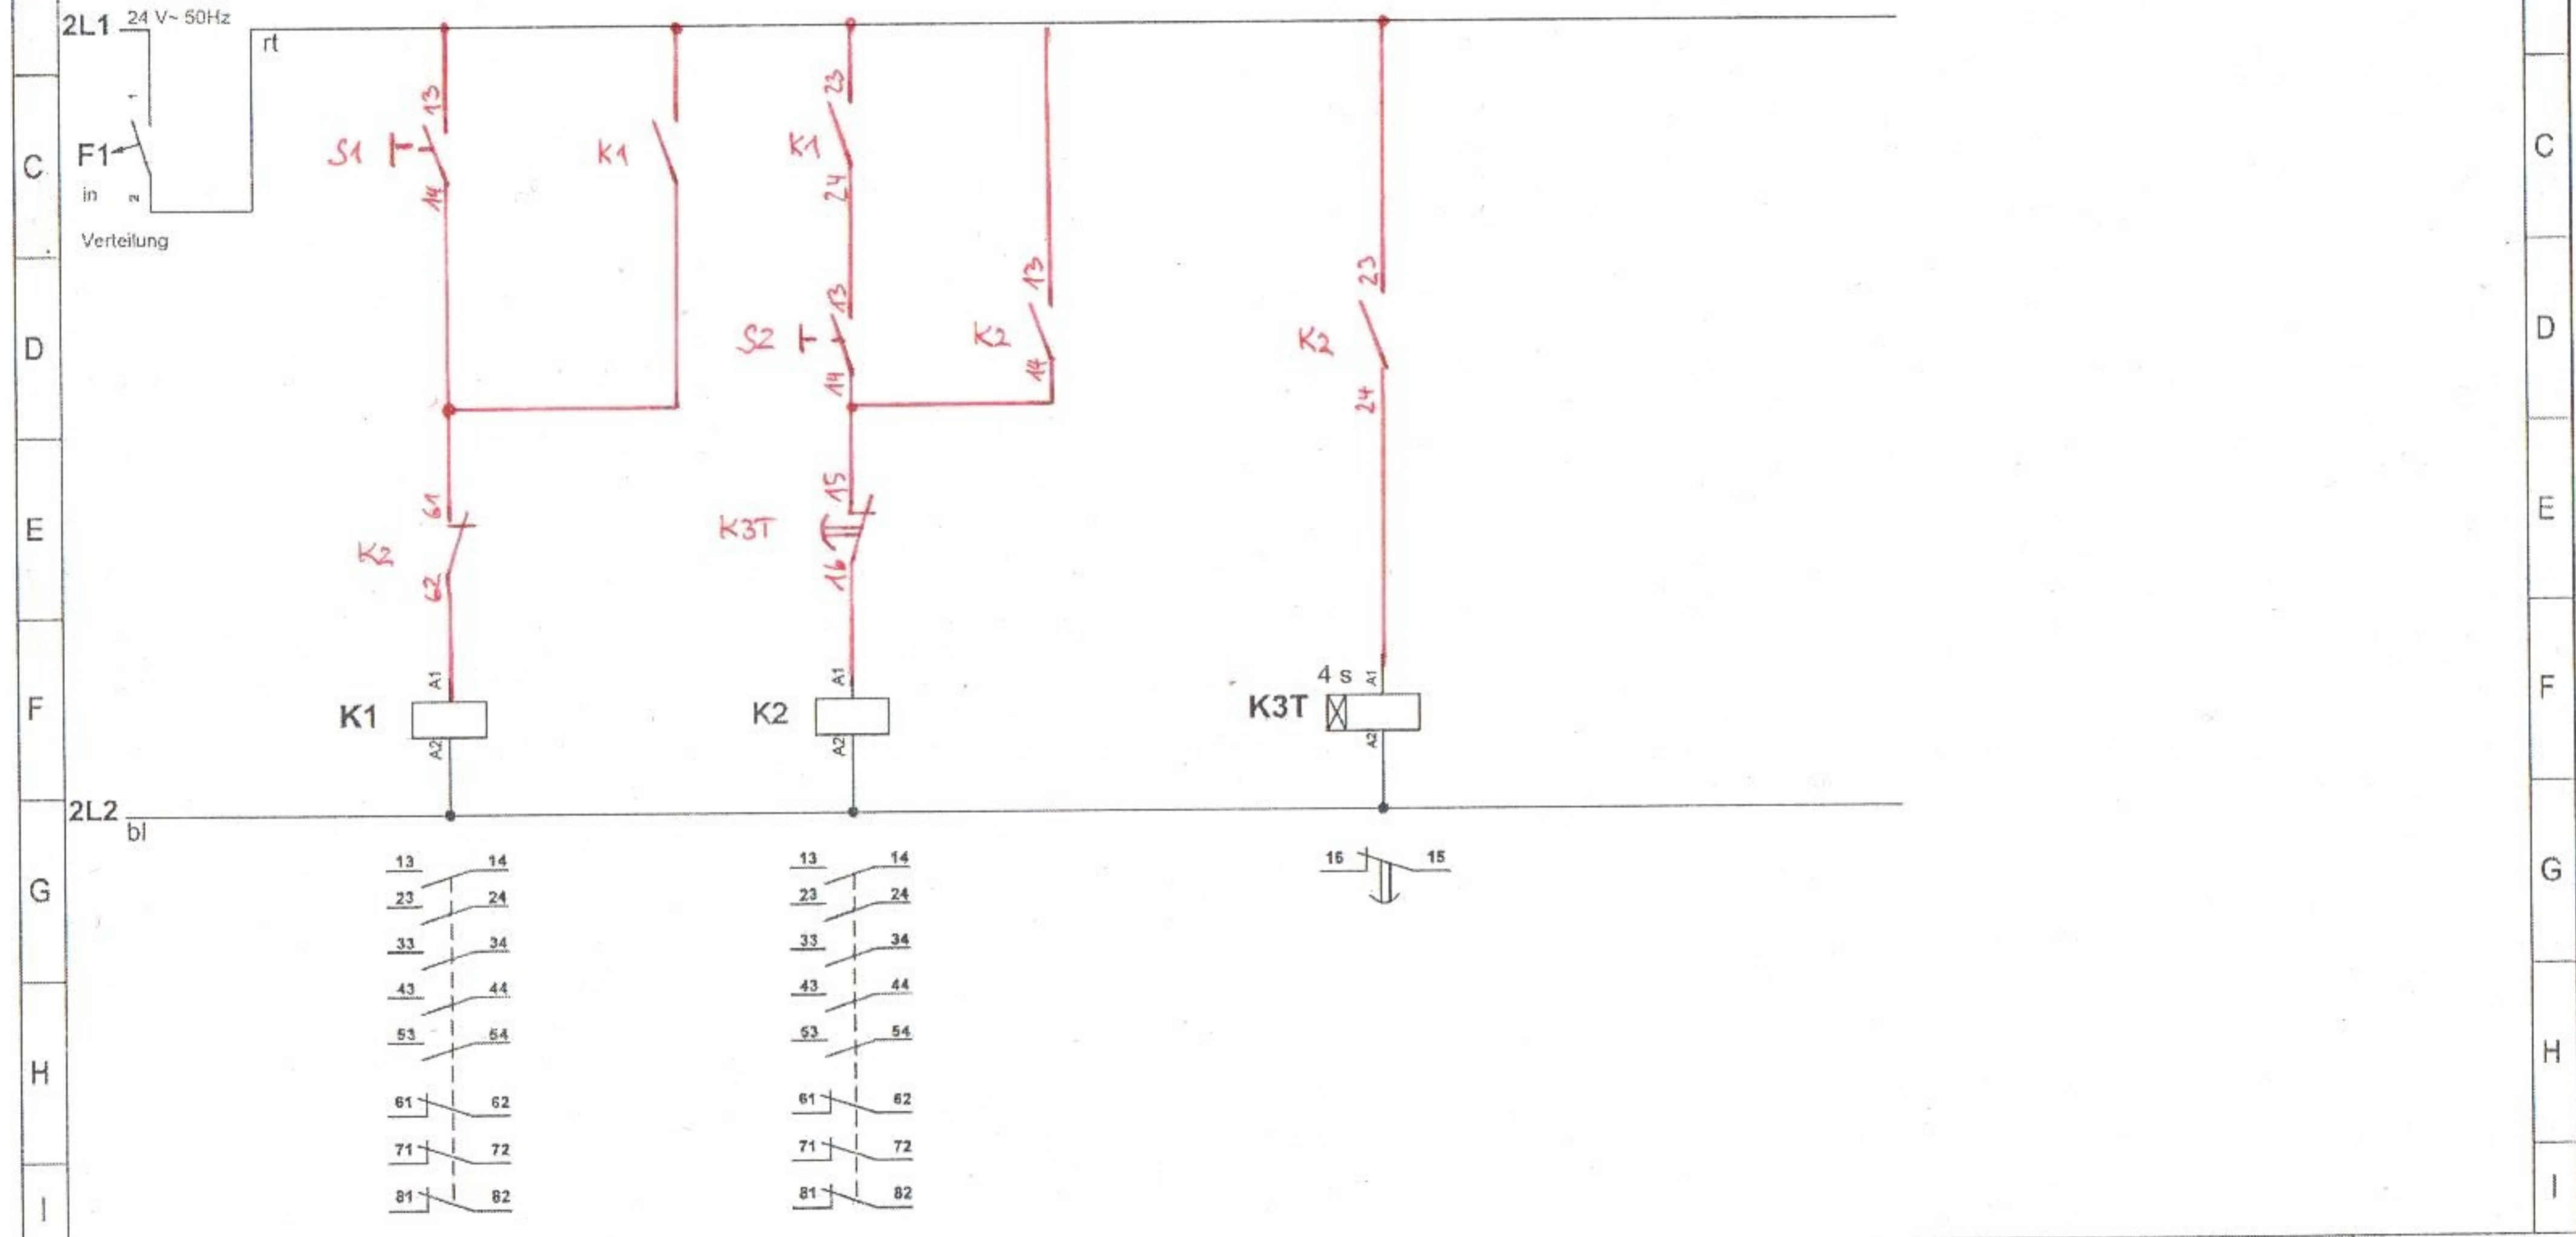 2L1 24 V~ 50Hz
rt
13
23
1
C
F1
S1
K1
K1
C
in
2
14
24
Verteilung
13
13
23
D
S2
K2
K2
D
14
14
24
61
15
E
K2
K3T
E
62
16
A1
A1
4 s A1
F
K1
K2
K3T
F
A2
A2
A2
2L2
bl
13 14
13 14
16 15
G
23 24
23 24
G
33 34
33 34
43 44
43 44
53 54
53 54
H
H
61 62
61 62
71 72
71 72
81 82
81 82
I
I